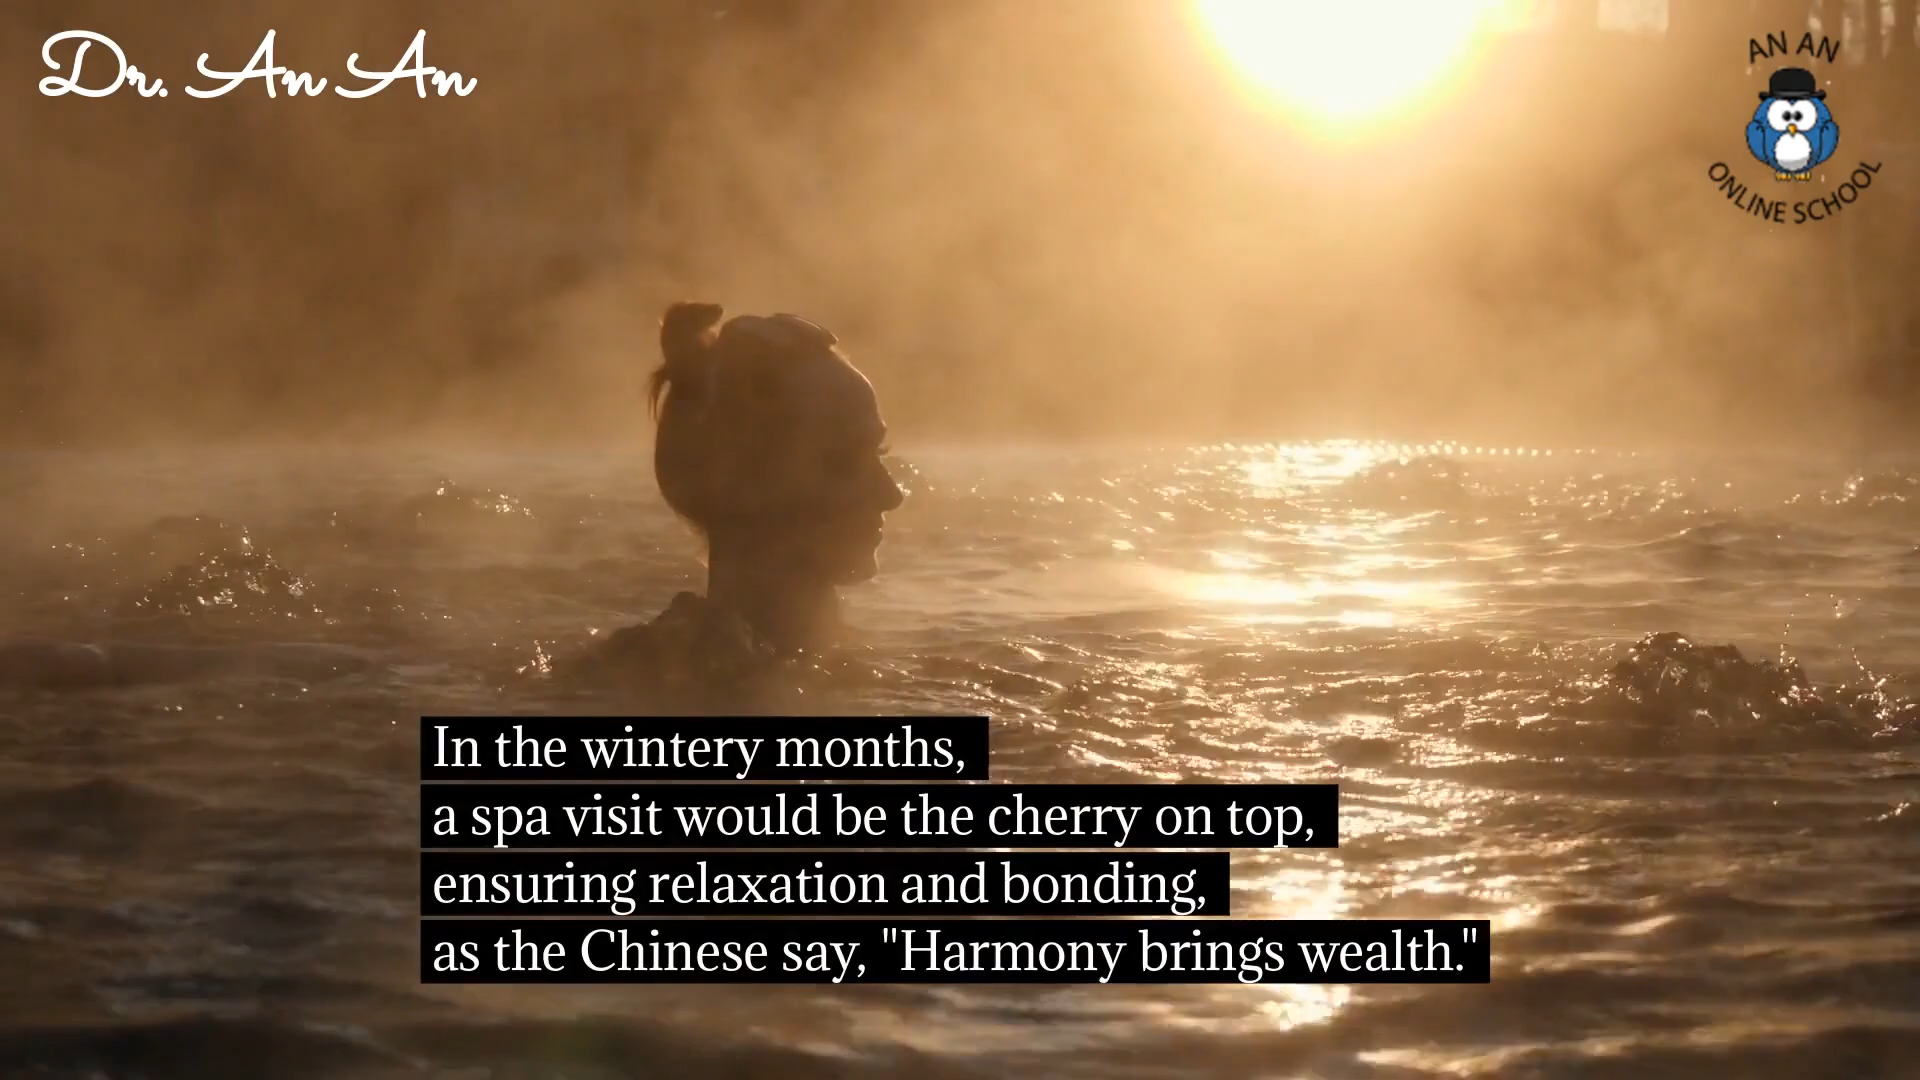 Dr. An An
AN AN
ONLINE SCHOOL
In the wintery months,
a spa visit would be the cherry on top,
ensuring relaxation and bonding,
as the Chinese say, "Harmony brings wealth."